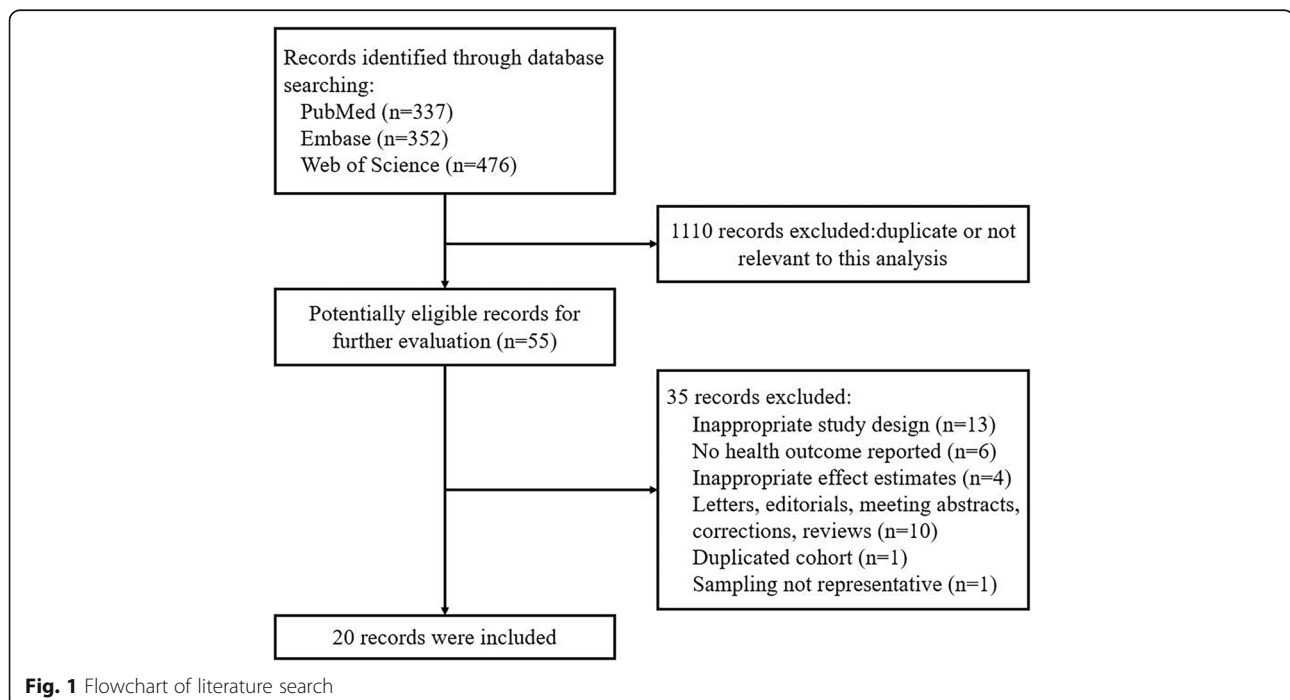 Records identified through database
searching:
PubMed (n=337)
Embase (n=352)
Web of Science (n=476)
1110 records excluded:duplicate or not
relevant to this analysis
Potentially eligible records for
further evaluation (n=55)
35 records excluded:
Inappropriate study design (n=13)
No health outcome reported (n=6)
Inappropriate effect estimates (n=4)
Letters, editorials, meeting abstracts,
corrections, reviews (n=10)
Duplicated cohort (n=1)
Sampling not representative (n=1)
20 records were included
Fig. 1 Flowchart of literature search